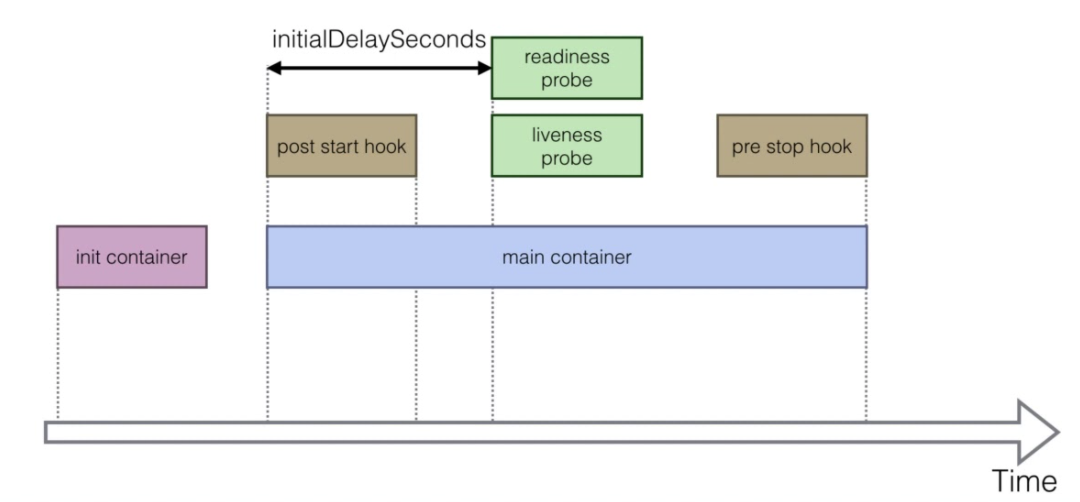 initialDelaySeconds
readiness
probe
post start hook
liveness
probe
pre stop hook
init container
main container
Time